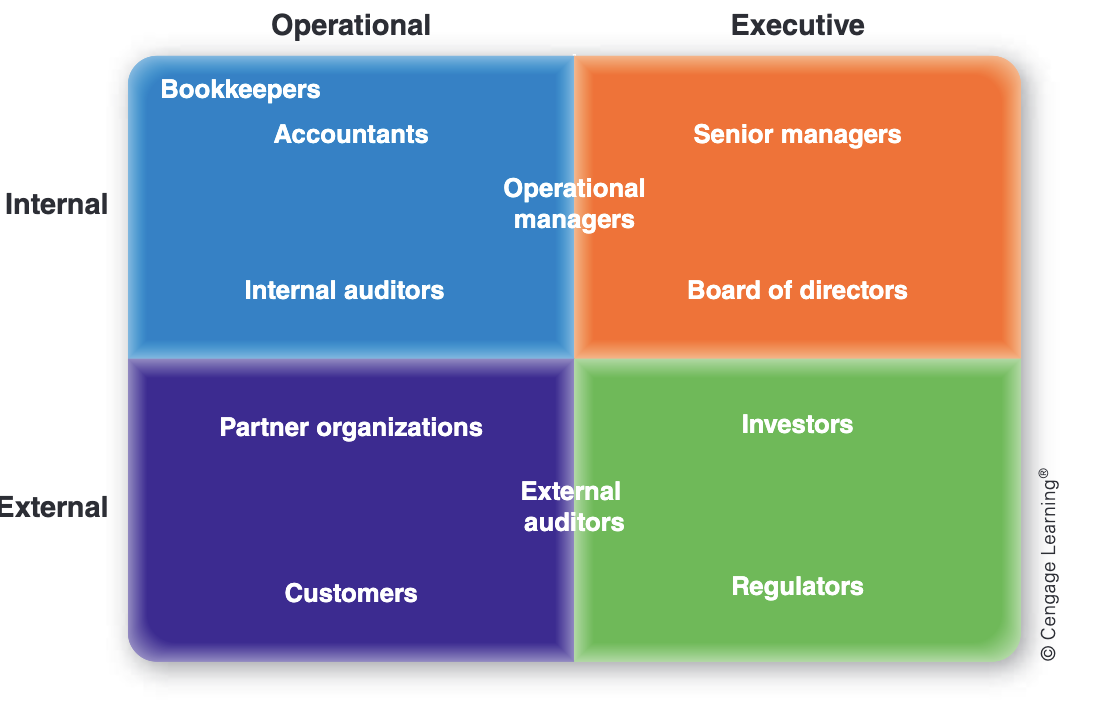 Operational
Executive
Bookkeepers
Accountants
Senior managers
Internal
Operational
managers
Internal auditors
Board of directors
Partner organizations
Investors
External
External
auditors
Customers
Regulators
© Cengage Learning®